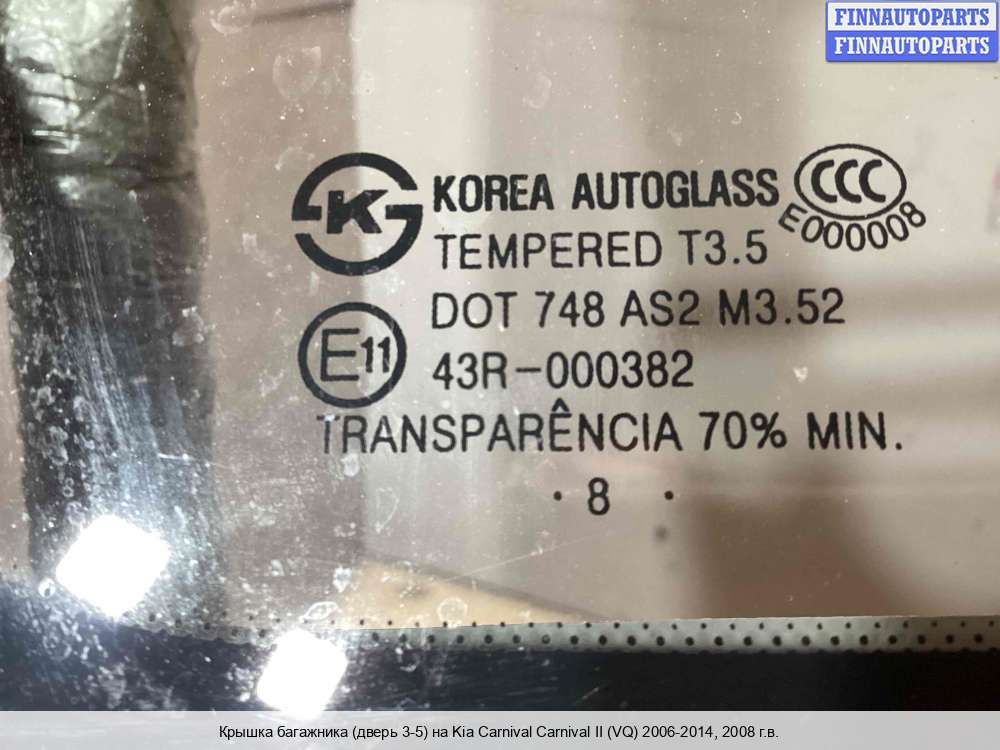 FINNAUTOPARTS
FINNAUTOPARTS
K KOREA AUTOGLASS CCC
E000008
TEMPERED T3.5
DOT 748 AS2 M3.52
E11 43R-000382
TRANSPARÊNCIA 70% MIN.
. 8 .
Крышка багажника (дверь 3-5) на Kia Carnival Carnival II (VQ) 2006-2014, 2008 г.в.